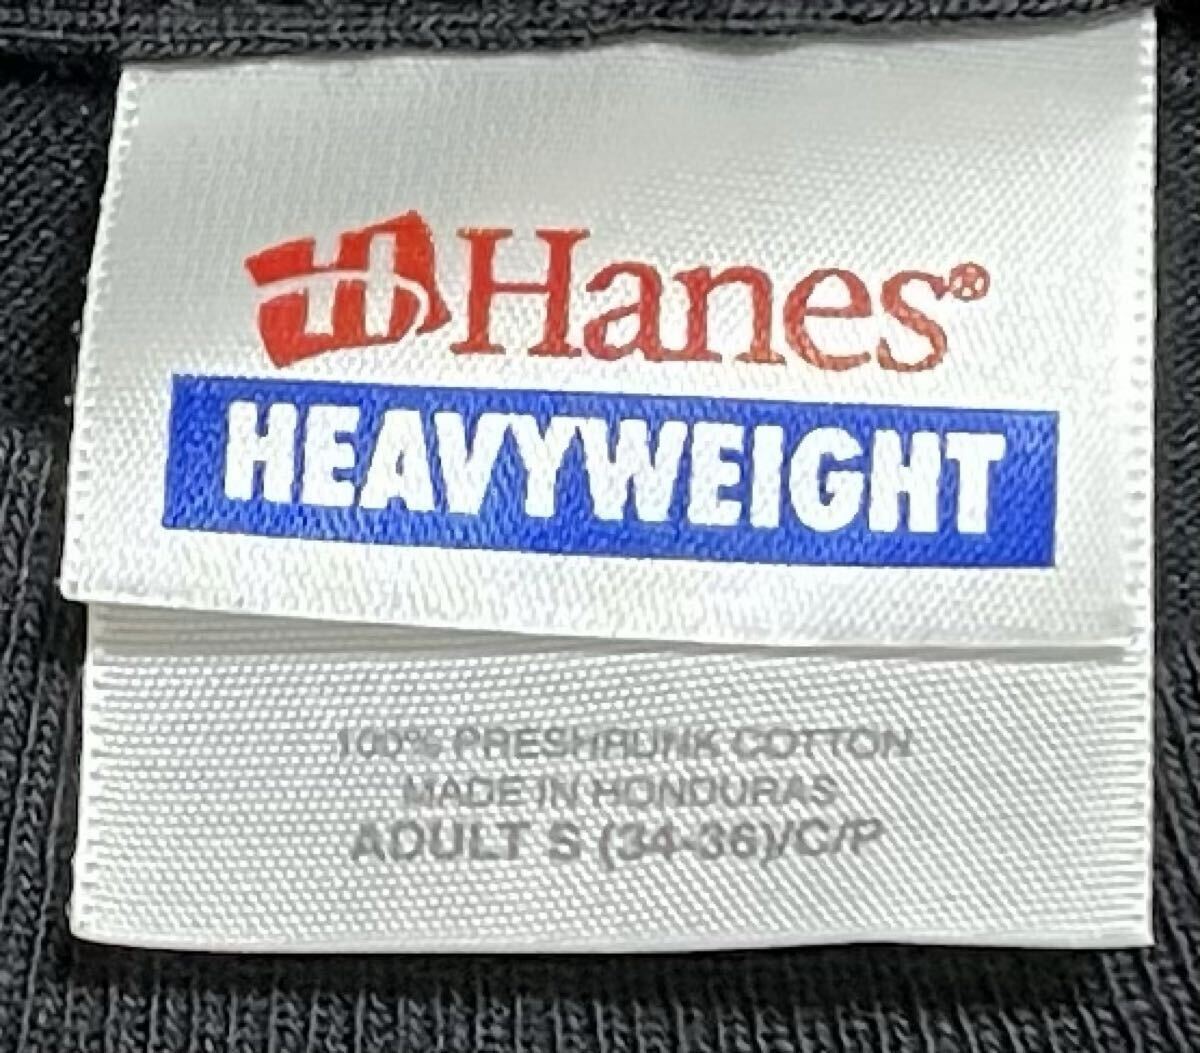 Hanes®
HEAVYWEIGHT
100% PRESHRUNK COTTON
MADE IN HONDURAS
ADULT S (34-36)/C/P